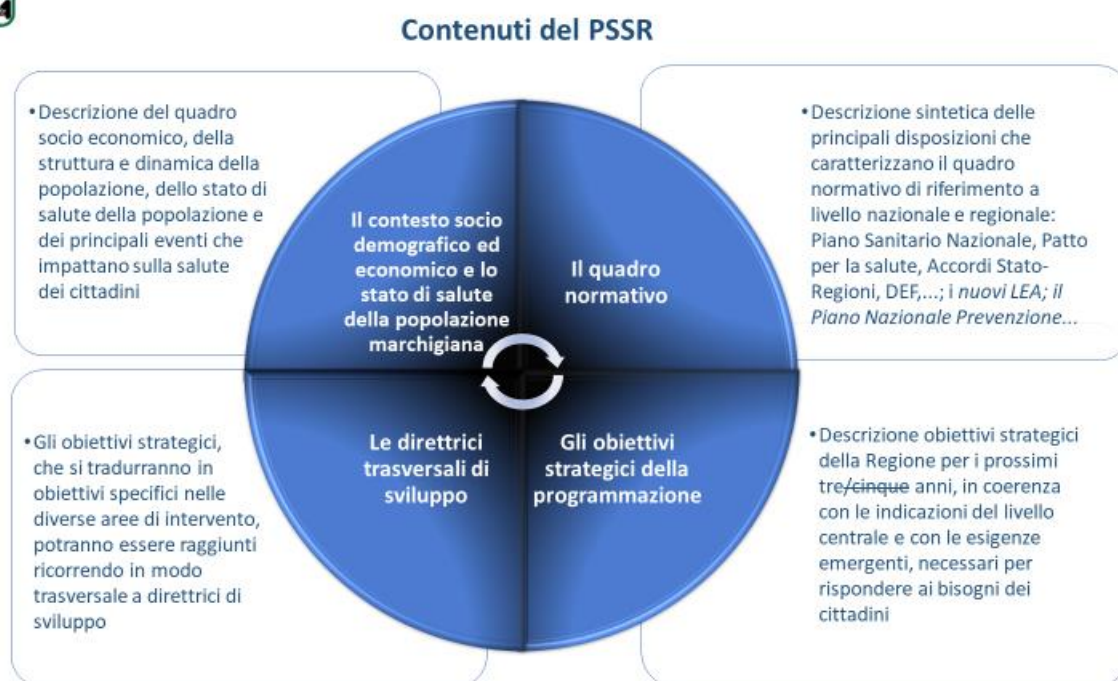 Contenuti del PSSR
•Descrizione del quadro
socio economico, della
struttura e dinamica della
popolazione, dello stato di
salute della popolazione e
dei principali eventi che
impattano sulla salute
dei cittadini
Il contesto socio
demografico ed
economico e lo
stato di salute
della popolazione
marchigiana
Il quadro
normativo
•Descrizione sintetica delle
principali disposizioni che
caratterizzano il quadro
normativo di riferimento a
livello nazionale e regionale:
Piano Sanitario Nazionale, Patto
per la salute, Accordi Stato-
Regioni, DEF,...; i nuovi LEA; il
Piano Nazionale Prevenzione...
•Gli obiettivi strategici,
che si tradurranno in
obiettivi specifici nelle
diverse aree di intervento,
potranno essere raggiunti
ricorrendo in modo
trasversale a direttrici di
sviluppo
Le direttrici
trasversali di
sviluppo
Gli obiettivi
strategici della
programmazione
•Descrizione obiettivi strategici
della Regione per i prossimi
tre/cinque anni, in coerenza
con le indicazioni del livello
centrale e con le esigenze
emergenti, necessari per
rispondere ai bisogni dei
cittadini